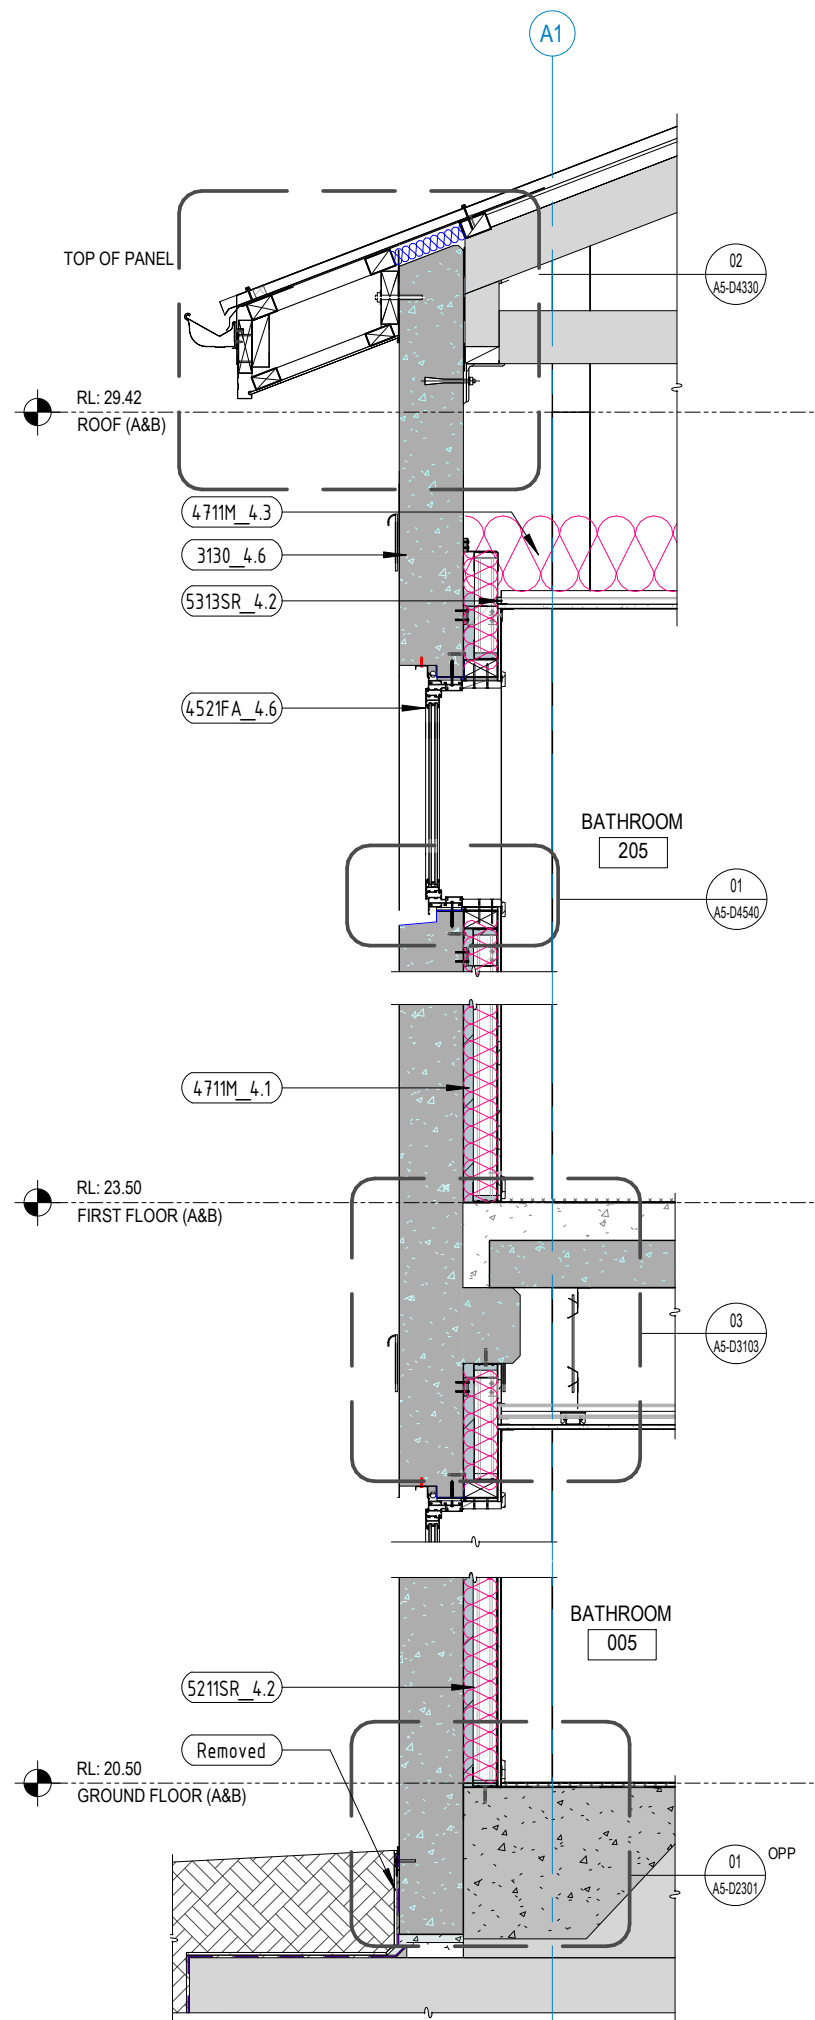 A1
TOP OF PANEL
02
A5-D4330
RL: 29.42
ROOF (A&B)
4711M_4.3
3130_4.6
5313SR_4.2
4521FA_4.6
BATHROOM
205
01
A5-D4540
4711M_4.1
RL: 23.50
FIRST FLOOR (A&B)
03
A5-D3103
BATHROOM
005
5211SR_4.2
Removed
RL: 20.50
GROUND FLOOR (A&B)
OPP
01
A5-D2301